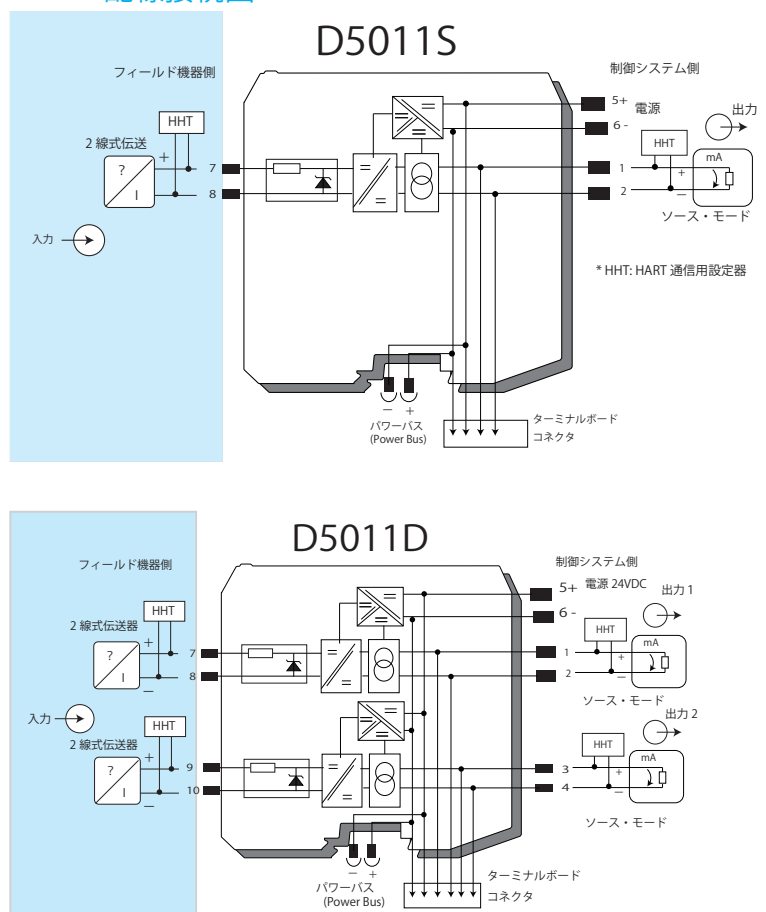 D5011S
フィールド機器側
制御システム側
HHT
2 線式伝送
?
I
+
7
8
入力
5+
6 -
電源
出力
1
2
HHT
mA
+
−
ソース・モード
* HHT: HART 通信用設定器
− +
パワーバス
(Power Bus)
ターミナルボード
コネクタ
D5011D
フィールド機器側
制御システム側
5+
6 -
電源 24VDC
出力 1
HHT
2 線式伝送器
?
I
+
−
7
8
1
2
HHT
mA
+
−
ソース・モード
入力
HHT
2 線式伝送器
?
I
+
−
9
10
出力 2
3
4
HHT
mA
+
−
ソース・モード
− +
パワーバス
(Power Bus)
ターミナルボード
コネクタ